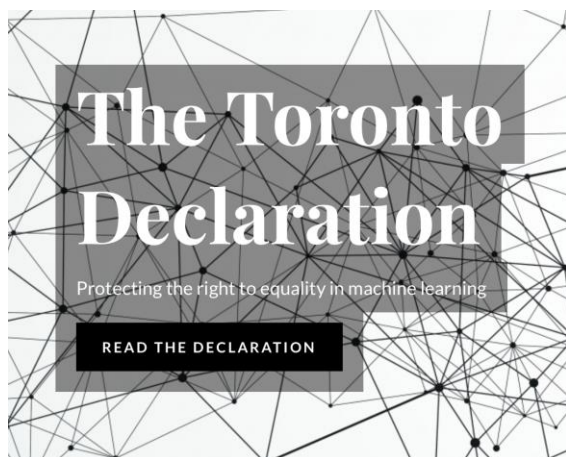 The Toronto
Declaration
Protecting the right to equality in machine learning
READ THE DECLARATION